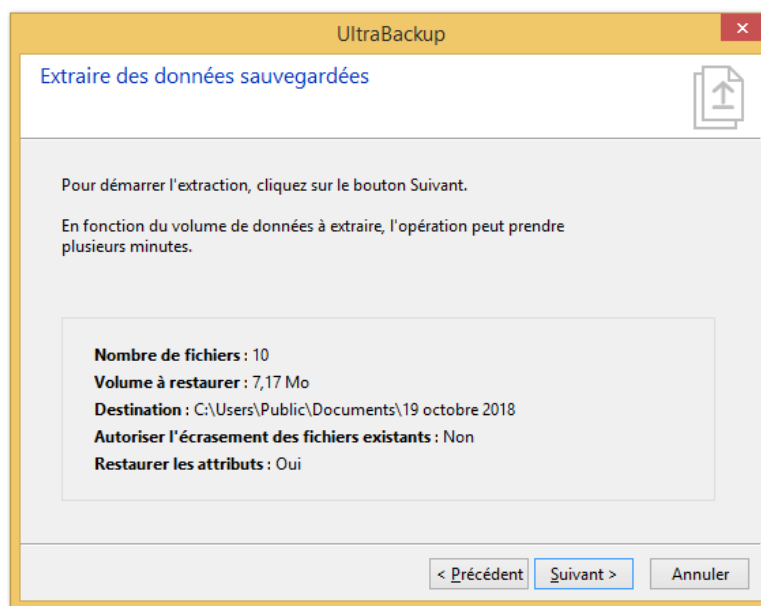 UltraBackup
Extraire des données sauvegardées
Pour démarrer l'extraction, cliquez sur le bouton Suivant.
En fonction du volume de données à extraire, l'opération peut prendre
plusieurs minutes.
Nombre de fichiers : 10
Volume à restaurer : 7,17 Mo
Destination : C:\Users\Public\Documents\19 octobre 2018
Autoriser l'écrasement des fichiers existants : Non
Restaurer les attributs : Oui
< Précédent Suivant > Annuler